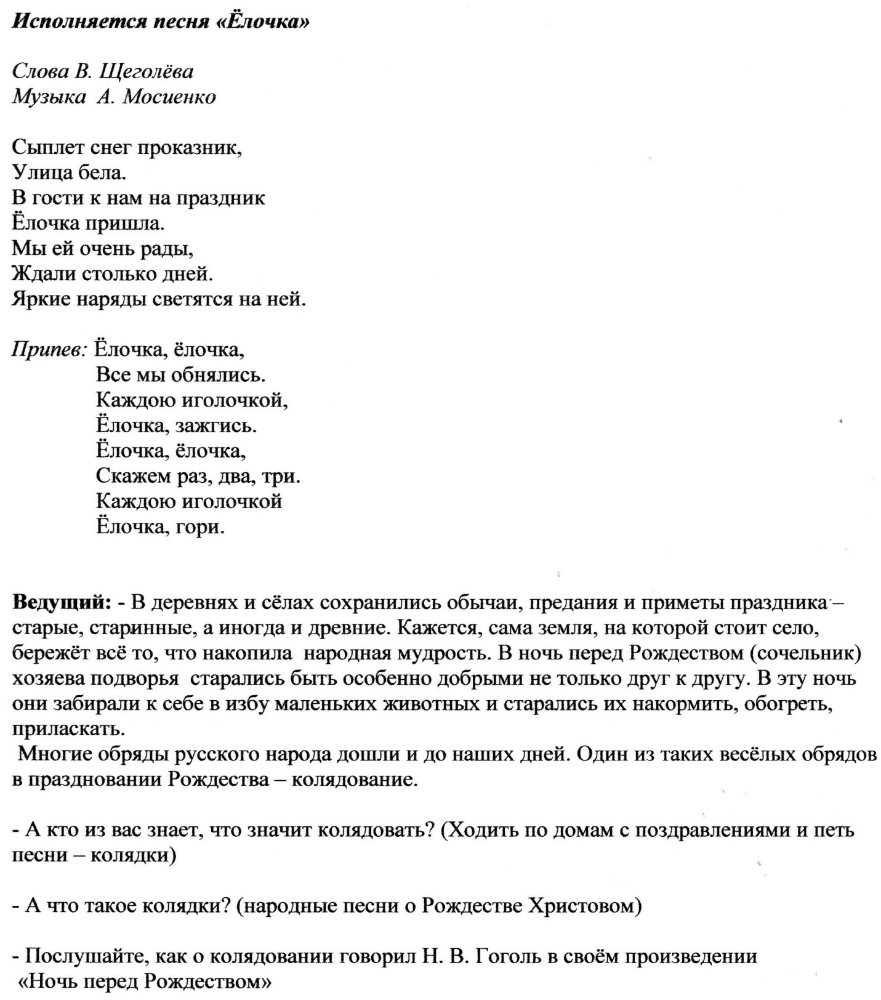 Исполняется песня «Ёлочка»
Слова В. Щеголёва
Музыка А. Мосиенко
Сыплет снег проказник,
Улица бела.
В гости к нам на праздник
Ёлочка пришла.
Мы ей очень рады,
Ждали столько дней.
Яркие наряды светятся на ней.
Припев: Ёлочка, ёлочка,
Все мы обнялись.
Каждою иголочкой,
Ёлочка, зажгись.
Ёлочка, ёлочка,
Скажем раз, два, три.
Каждою иголочкой
Ёлочка, гори.
Ведущий: - В деревнях и сёлах сохранились обычаи, предания и приметы праздника –
старые, старинные, а иногда и древние. Кажется, сама земля, на которой стоит село,
бережёт всё то, что накопила народная мудрость. В ночь перед Рождеством (сочельник)
хозяева подворья старались быть особенно добрыми не только друг к другу. В эту ночь
они забирали к себе в избу маленьких животных и старались их накормить, обогреть,
приласкать.
Многие обряды русского народа дошли и до наших дней. Один из таких весёлых обрядов
в праздновании Рождества – колядование.
- А кто из вас знает, что значит колядовать? (Ходить по домам с поздравлениями и петь
песни – колядки)
- А что такое колядки? (народные песни о Рождестве Христовом)
- Послушайте, как о колядовании говорил Н. В. Гоголь в своём произведении
«Ночь перед Рождеством»